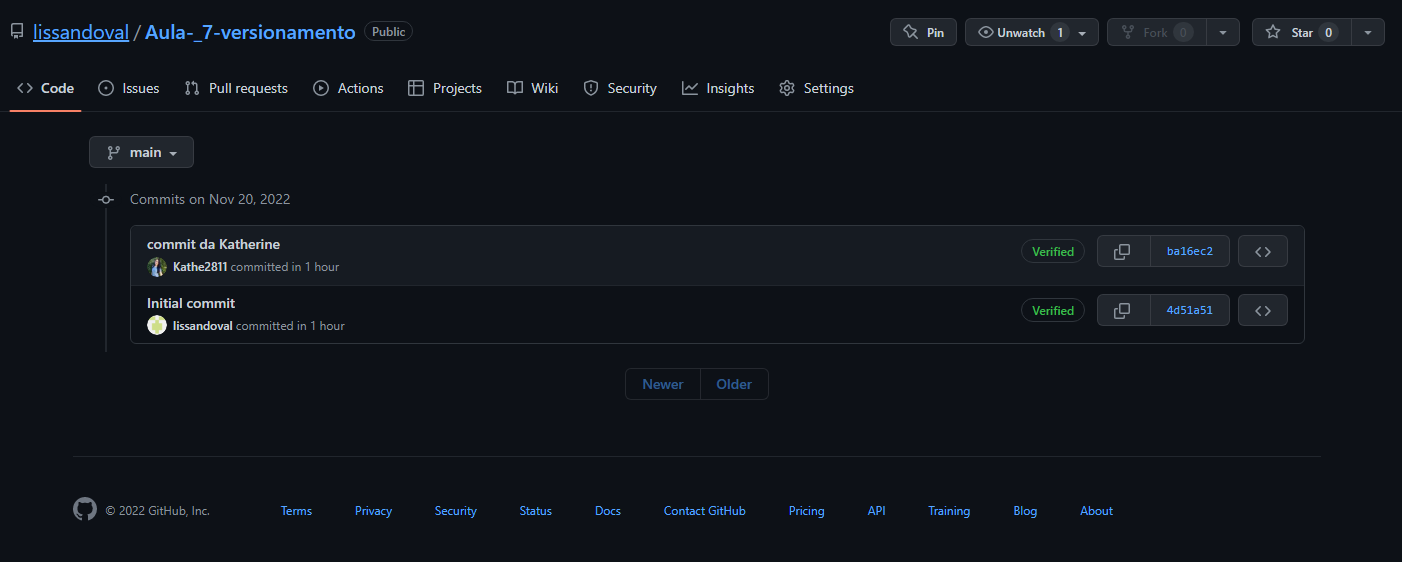 lissandoval / Aula-_7-versionamento Public Pin Unwatch 1 Fork 0 Star 0
Code Issues Pull requests Actions Projects Wiki Security Insights Settings
main
Commits on Nov 20, 2022
commit da Katherine
Kathe2811 committed in 1 hour
Verified ba16ec2
Initial commit
lissandoval committed in 1 hour
Verified 4d51a51
Newer Older
© 2022 GitHub, Inc. Terms Privacy Security Status Docs Contact GitHub Pricing API Training Blog About